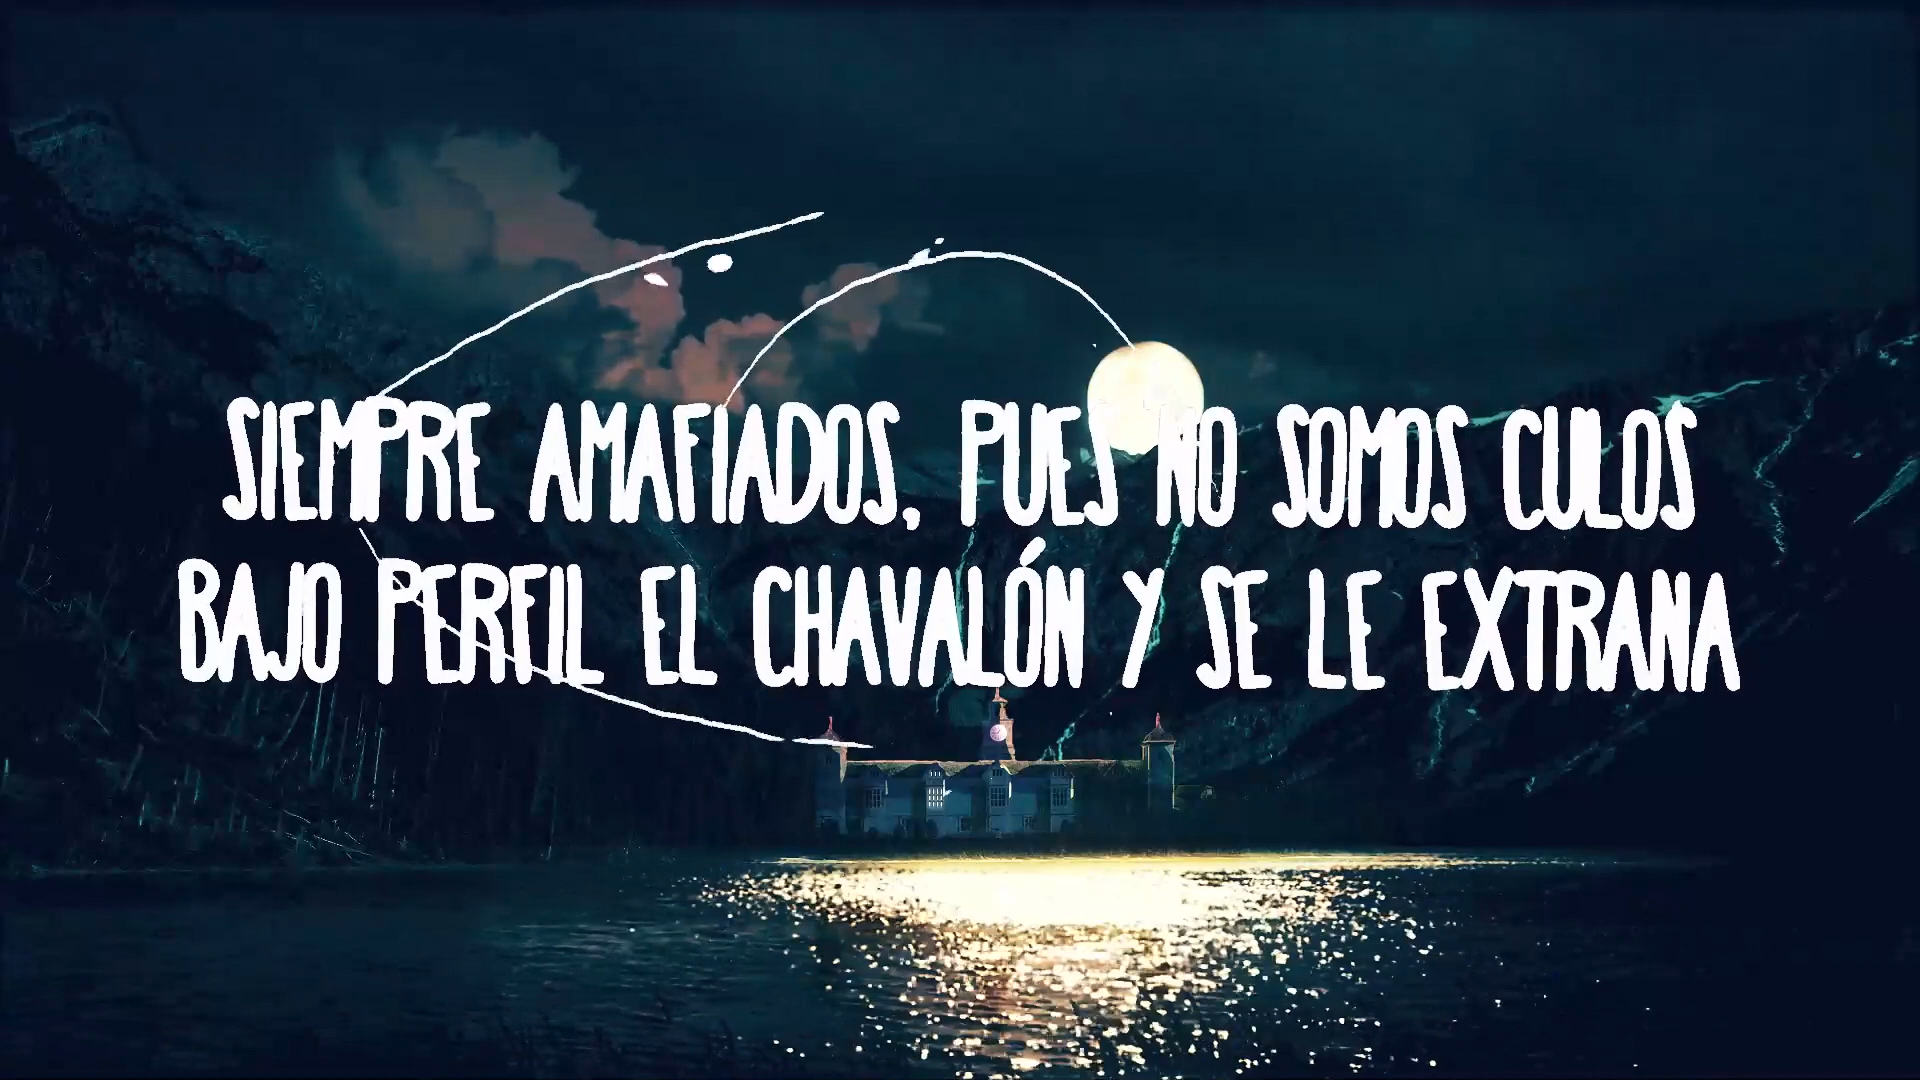 SIEMPRE AMAFIADOS, PUES NO SOMOS CULOS
BAJO PERFIL EL CHAVALÓN Y SE LE EXTRANA